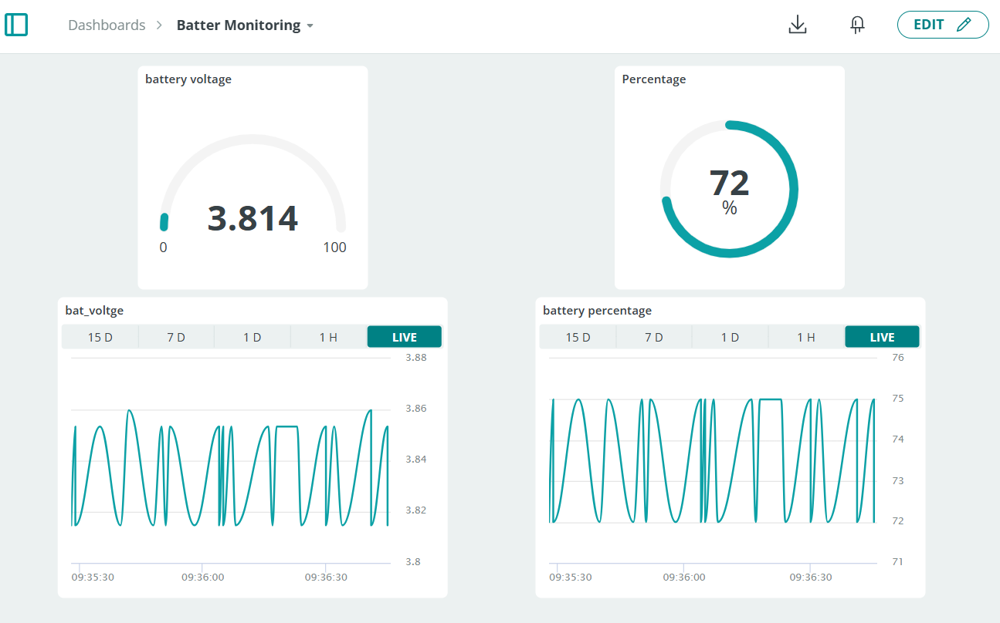 Dashboards > Batter Monitoring
EDIT
battery voltage
3.814
0 100
Percentage
72
%
bat_voltge
15 D 7 D 1 D 1 H LIVE
3.88
3.86
3.84
3.82
3.8
09:35:30 09:36:00 09:36:30
battery percentage
15 D 7 D 1 D 1 H LIVE
76
75
74
73
72
71
09:35:30 09:36:00 09:36:30